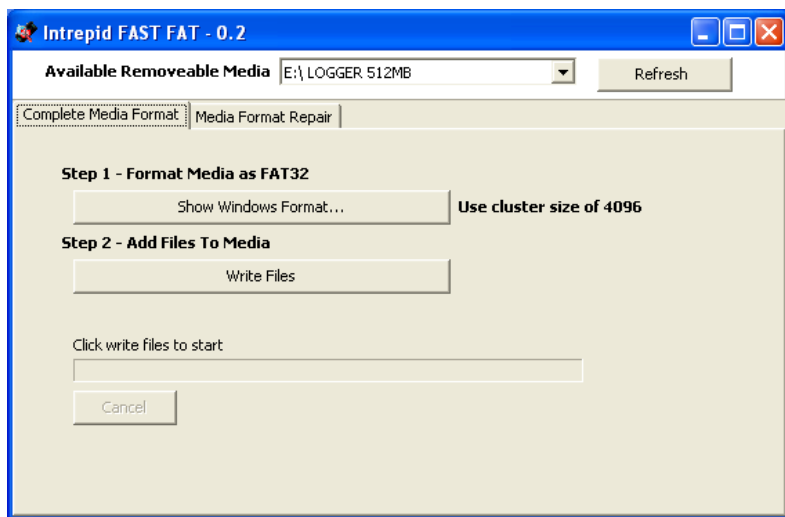 Intrepid FAST FAT - 0.2
Available Removeable Media E:\ LOGGER 512MB Refresh
Complete Media Format Media Format Repair
Step 1 - Format Media as FAT32
Show Windows Format... Use cluster size of 4096
Step 2 - Add Files To Media
Write Files
Click write files to start
Cancel